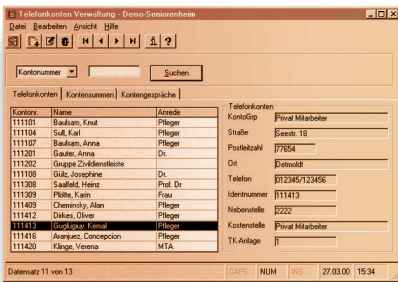 Telefonkonten Verwaltung - Demo-Seniorenheim
Datei Bearbeiten Ansicht Hilfe
Kontonummer Suchen
Telefonkonten Kontensummen Kontengespräche
Kontonr. Name Anrede
111101 Baulsam, Knut Pfleger
111104 Sull, Karl Pfleger
111107 Baulsam, Anna Pfleger
111201 Gauter, Anna Dr.
111202 Gruppe Zivildienstleiste
111108 Gülz, Josephine Dr.
111308 Saalfeld, Heinz Prof. Dr
111309 Plötte, Karin Frau
111409 Cheminsky, Alan Pfleger
111412 Dirkes, Oliver Pfleger
111413 Kemal Pfleger
111416 Aranjuez, Concepcion Pfleger
111420 Klinge, Verena MTA
Telefonkonten
KontoGrp Privat Mitarbeiter
Straße Seestr. 18
Postleitzahl 77654
Ort Detmoldt
Telefon 012345/123456
Identnummer 111413
Nebenstelle 2222
Kostenstelle Privat Mitarbeiter
TK-Anlage 1
Datensatz 11 von 13 CAPS NUM INS 27.03.00 15:34